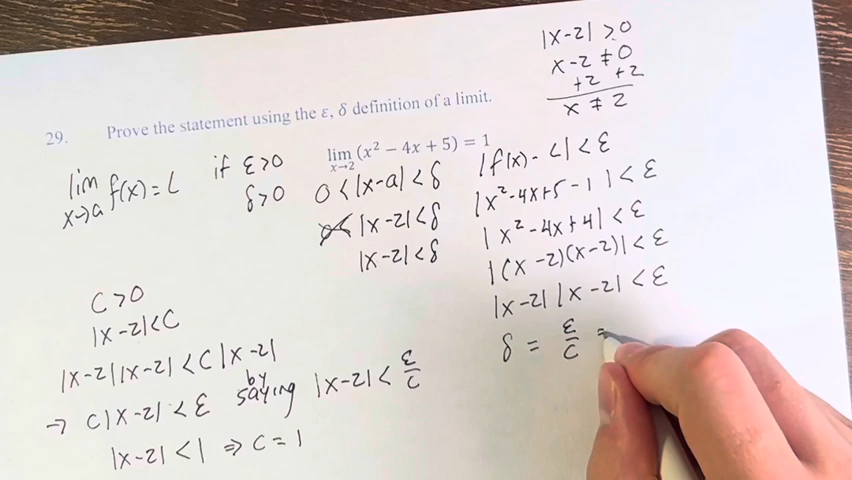 |x-2| > 0
x-2 ≠ 0
+2 +2
x ≠ 2
29. Prove the statement using the ε, δ definition of a limit.
lim x→2 (x² − 4x + 5) = 1
lim x→a f(x) = L
if ε>0
δ>0
0 < |x-a| < δ
0< |x-2| < δ
|x-2| < δ
|f(x) - L| < ε
|x²-4x+5-1| < ε
|x²-4x+4| < ε
|(x-2)(x-2)| < ε
|x-2| |x-2| < ε
δ = ε/C =
C > 0
|x-2| < C
|x-2||x-2| < C|x-2|
→ C|x-2| < ε by saying |x-2| < ε/C
|x-2| < 1 ⇒ C = 1